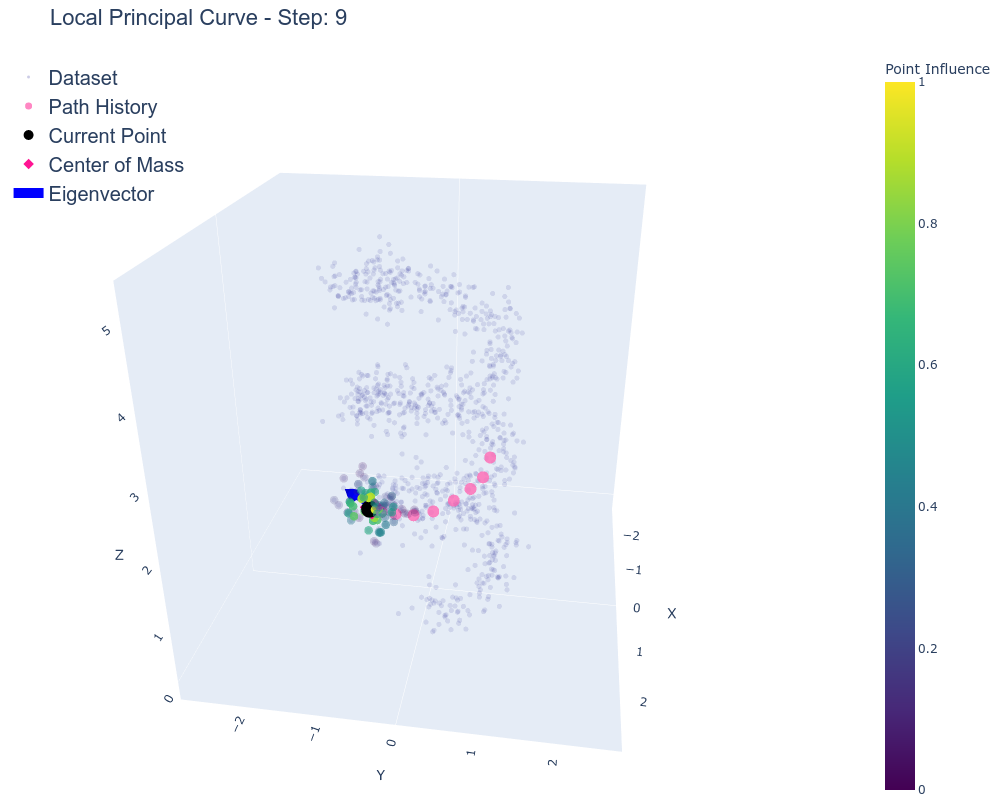 Local Principal Curve - Step: 9
Dataset
Path History
Current Point
Center of Mass
Eigenvector
Point Influence
1
0.8
0.6
0.4
0.2
0
5
4
3
2
1
0
Z
−2
−1
0
1
2
Y
−2
−1
0
1
2
X